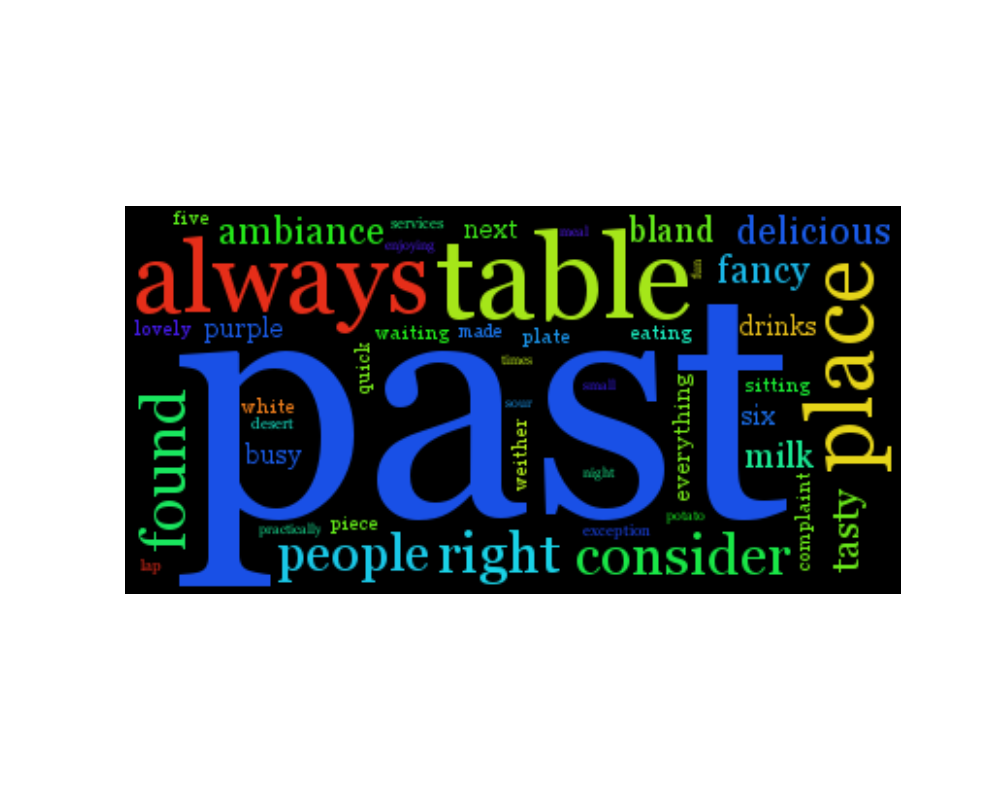 five
ambiance
services
next
meal
bland
delicious
enjoying
always
table
fun
fancy
place
lovely
purple
waiting
made
plate
eating
drinks
past
quick
times
small
sitting
everything
found
white
desert
sour
six
busy
weither
night
milk
complaint
tasty
practically
piece
exception
potato
lap
people
right
consider